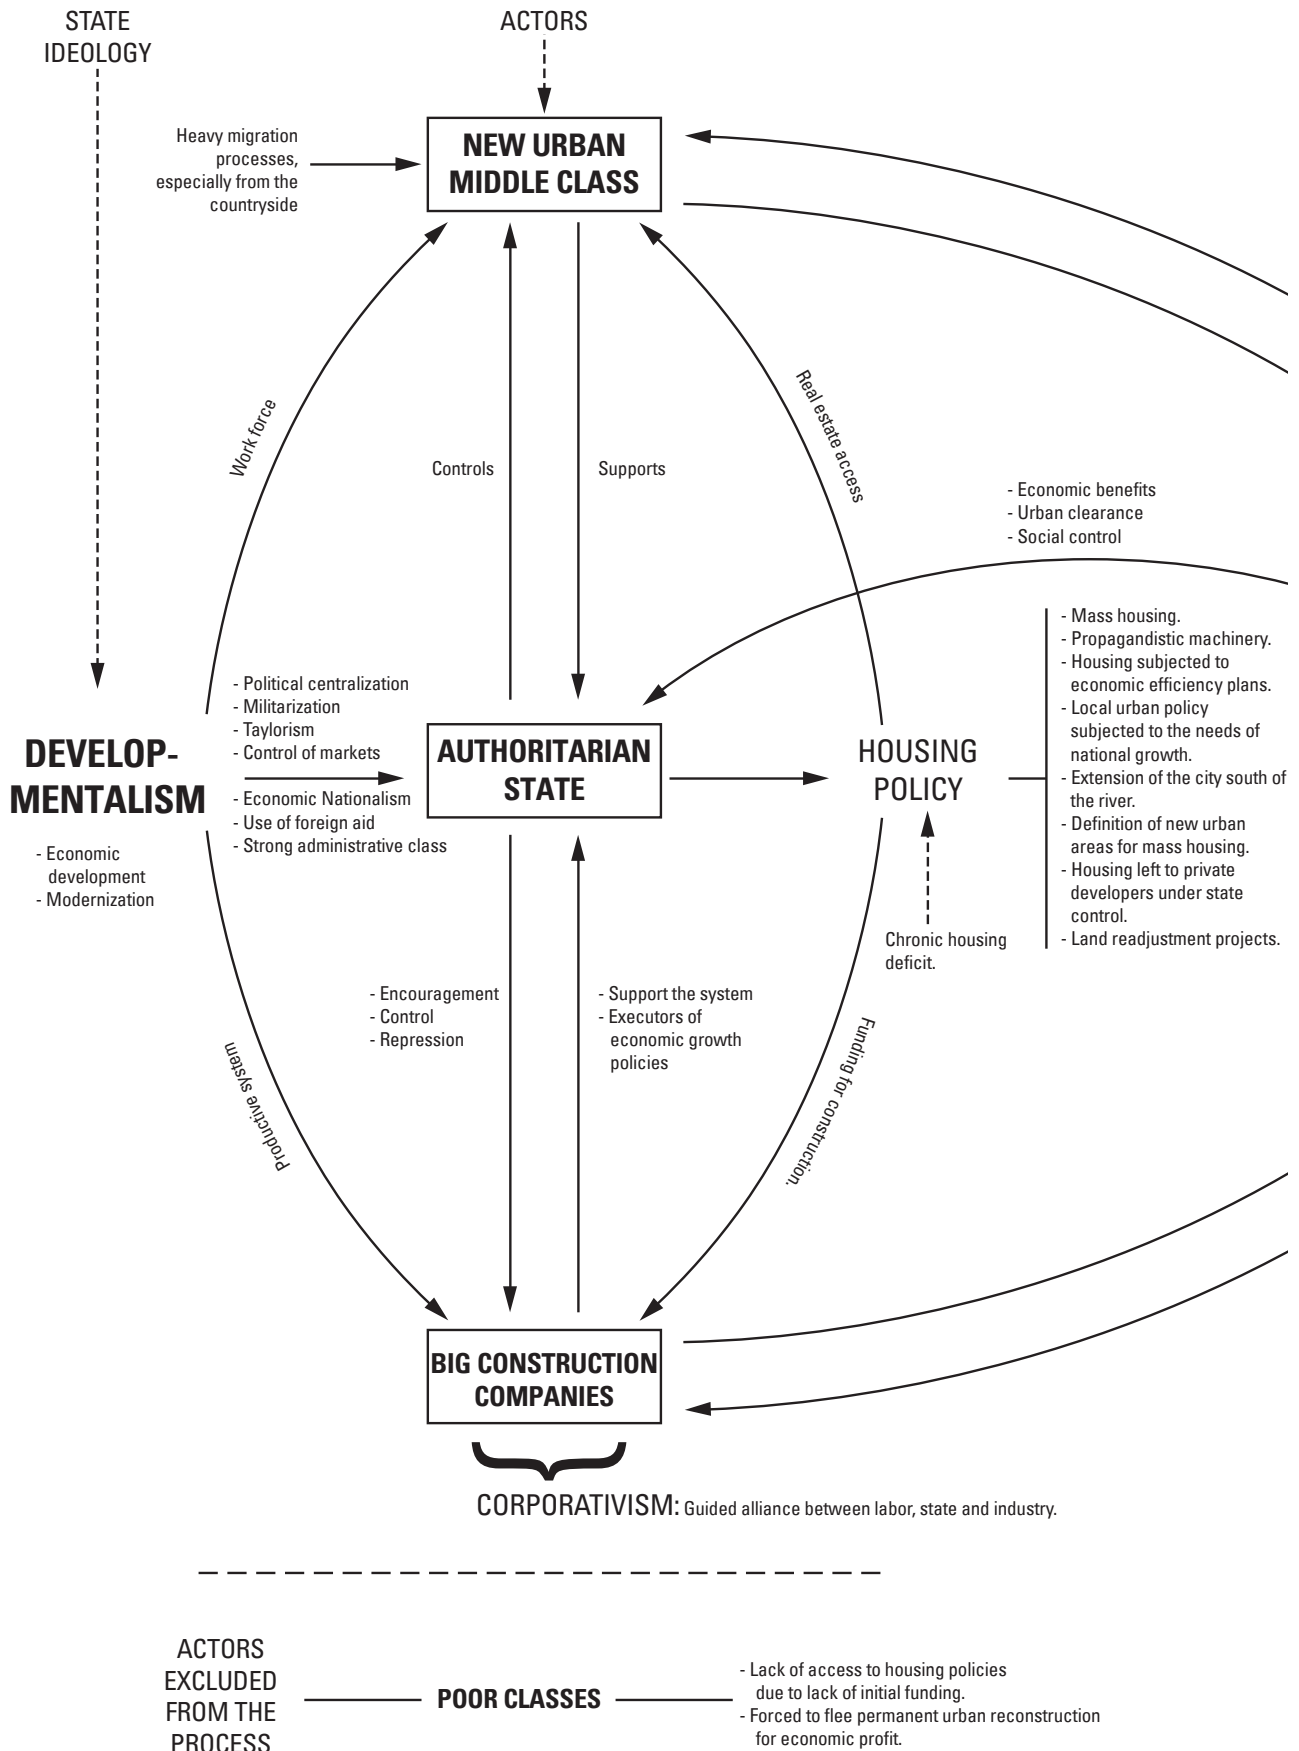 STATE
IDEOLOGY
ACTORS
Heavy migration
processes,
especially from the
countryside
NEW URBAN
MIDDLE CLASS
Work force
Controls
Supports
Real estate access
- Economic benefits
- Urban clearance
- Social control
- Political centralization
- Militarization
- Taylorism
- Control of markets
DEVELOP-
MENTALISM
- Economic
development
- Modernization
- Economic Nationalism
- Use of foreign aid
- Strong administrative class
AUTHORITARIAN
STATE
HOUSING
POLICY
- Mass housing.
- Propagandistic machinery.
- Housing subjected to
economic efficiency plans.
- Local urban policy
subjected to the needs of
national growth.
- Extension of the city south of
the river.
- Definition of new urban
areas for mass housing.
- Housing left to private
developers under state
control.
- Land readjustment projects.
Chronic housing
deficit.
Productive system
- Encouragement
- Control
- Repression
- Support the system
- Executors of
economic growth
policies
Funding for construction.
BIG CONSTRUCTION
COMPANIES
CORPORATIVISM: Guided alliance between labor, state and industry.
ACTORS
EXCLUDED
FROM THE
PROCESS
POOR CLASSES
- Lack of access to housing policies
due to lack of initial funding.
- Forced to flee permanent urban reconstruction
for economic profit.